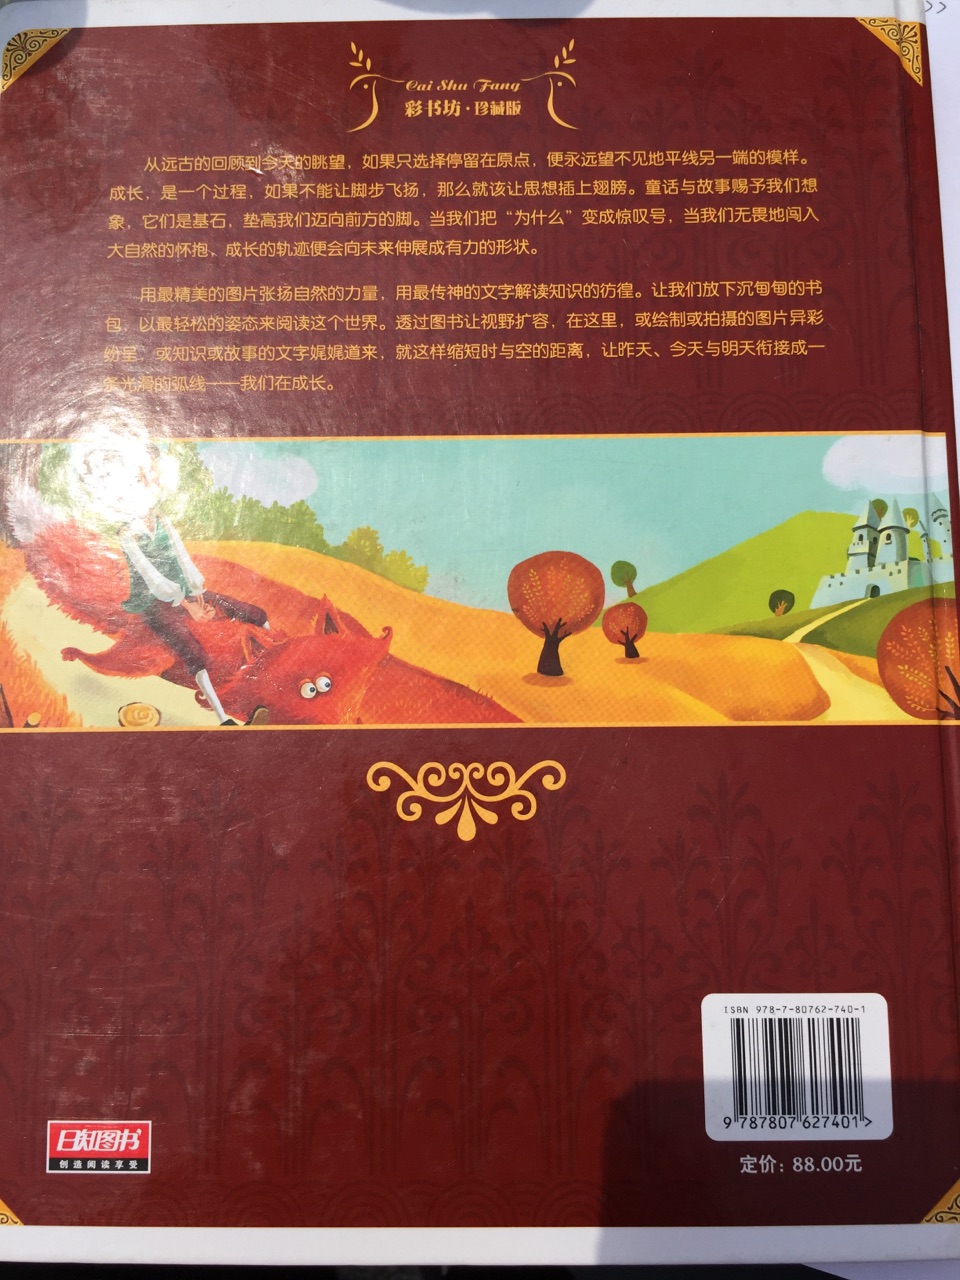 Cai Shu Fang
彩书坊·珍藏版
从远古的回顾到今天的眺望，如果只选择停留在原点，便永远望不见地平线另一端的模样。
成长，是一个过程，如果不能让脚步飞扬，那么就该让思想插上翅膀。童话与故事赐予我们想
象，它们是基石，垫高我们迈向前方的脚。当我们把“为什么”变成惊叹号，当我们无畏地闯入
大自然的怀抱，成长的轨迹便会向未来伸展成有力的形状。
用最精美的图片张扬自然的力量，用最传神的文字解读知识的彷徨。让我们放下沉甸甸的书
包，以最轻松的姿态来阅读这个世界。透过图书让视野扩容，在这里，或绘制或拍摄的图片异彩
纷呈，或知识或故事的文字娓娓道来，就这样缩短时与空的距离，让昨天、今天与明天衔接成一
条光滑的弧线——我们在成长。
ISBN 978-7-80762-740-1
9 787807 627401>
定价：88.00元
日知图书
创造阅读享受